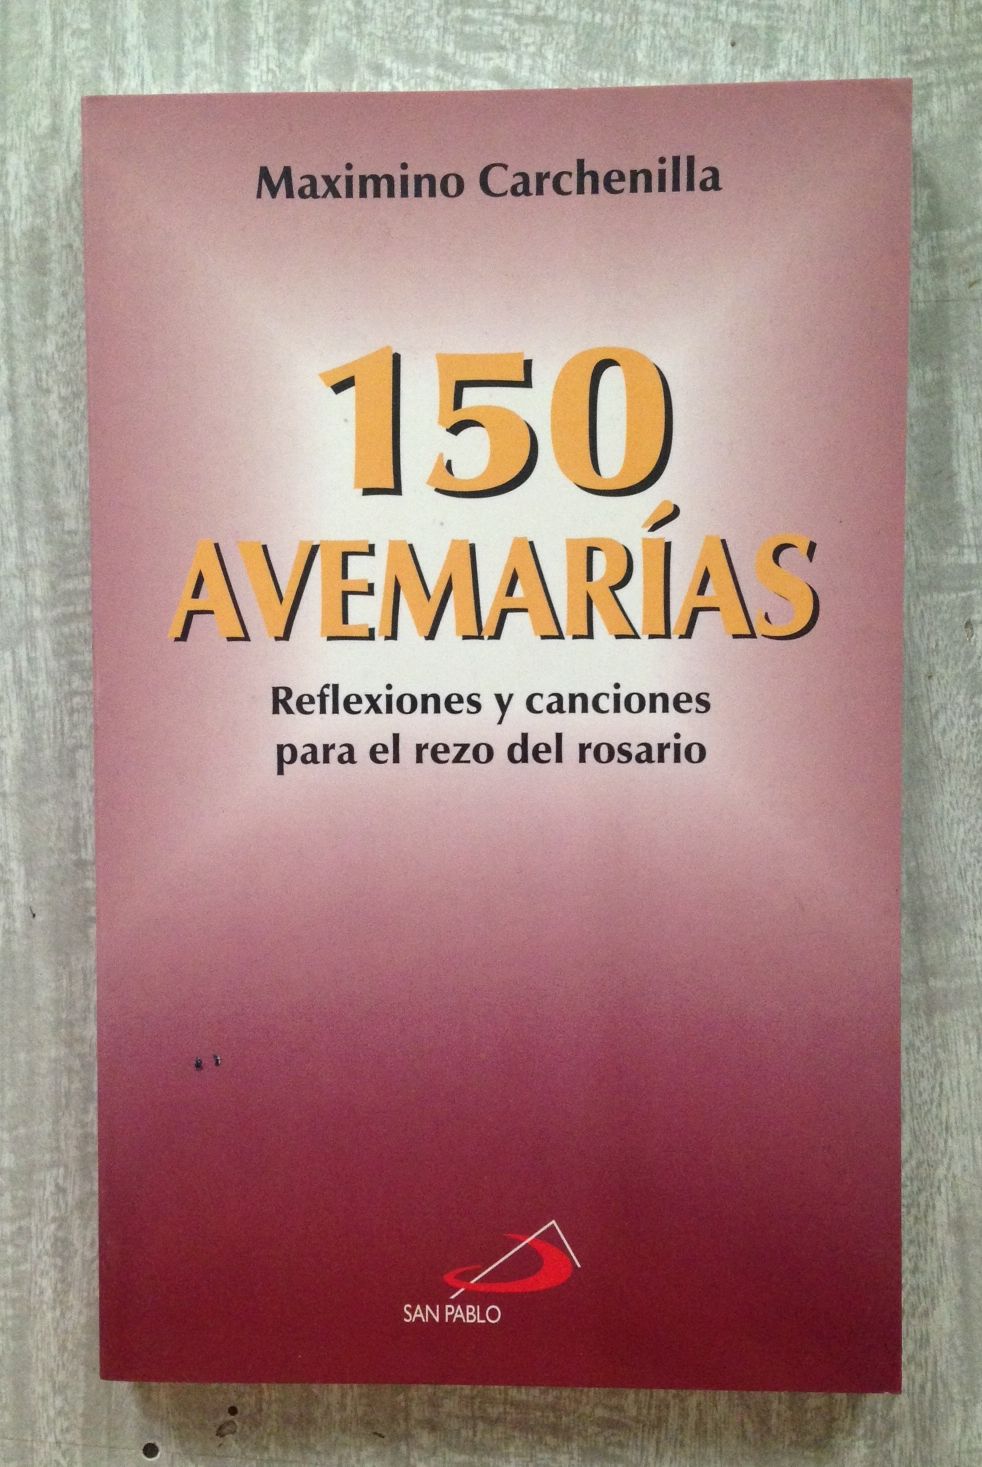 Maximino Carchenilla
150
AVEMARÍAS
Reflexiones y canciones
para el rezo del rosario
SAN PABLO